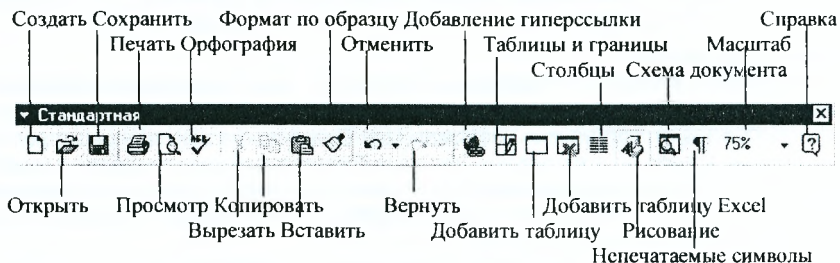 Создать Сохранить Формат по образцу Добавление гиперссылки Справка
Печать Орфография Отменить Таблицы и границы Масштаб
Столбцы Схема документа
Стандартная
75%
Открыть Просмотр Копировать Вернуть Добавить таблицу Excel
Вырезать Вставить Добавить таблицу Рисование
Непечатаемые символы